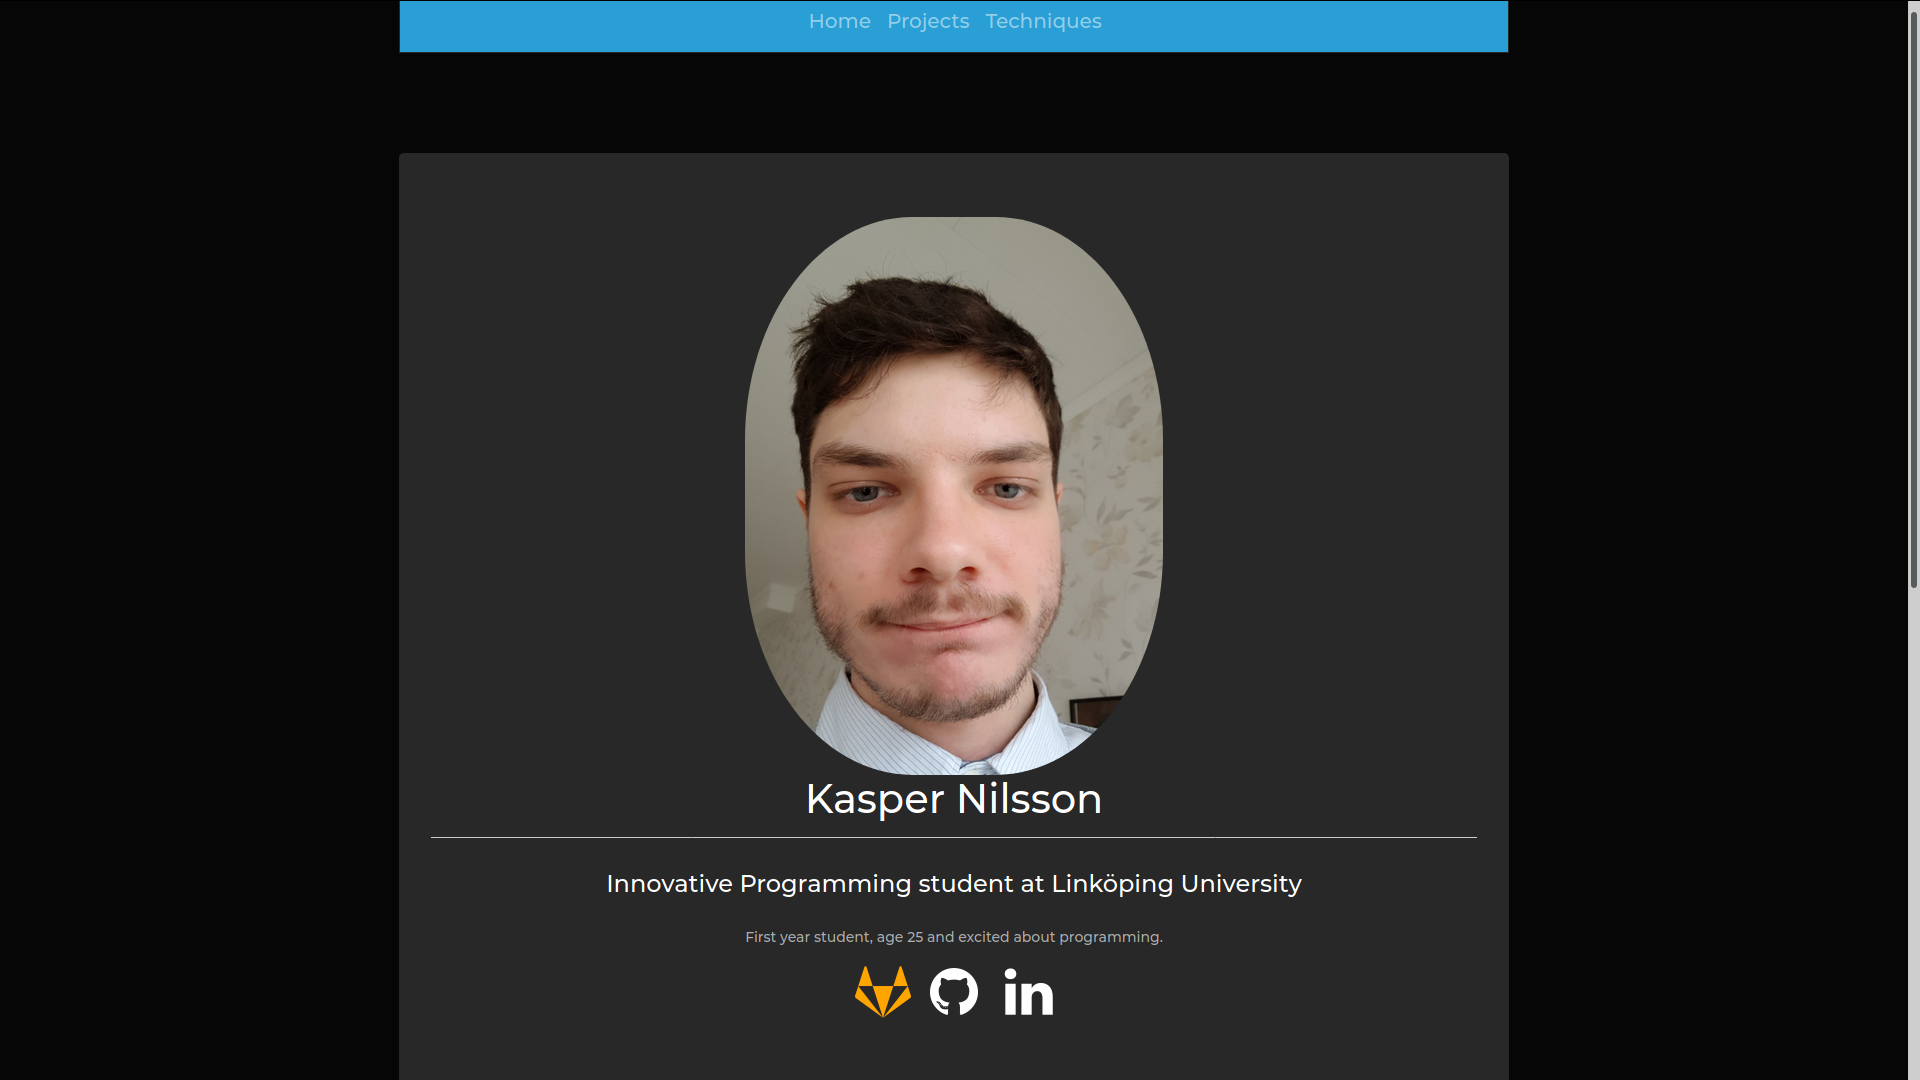 Home Projects Techniques
Kasper Nilsson
Innovative Programming student at Linköping University
First year student, age 25 and excited about programming.
in